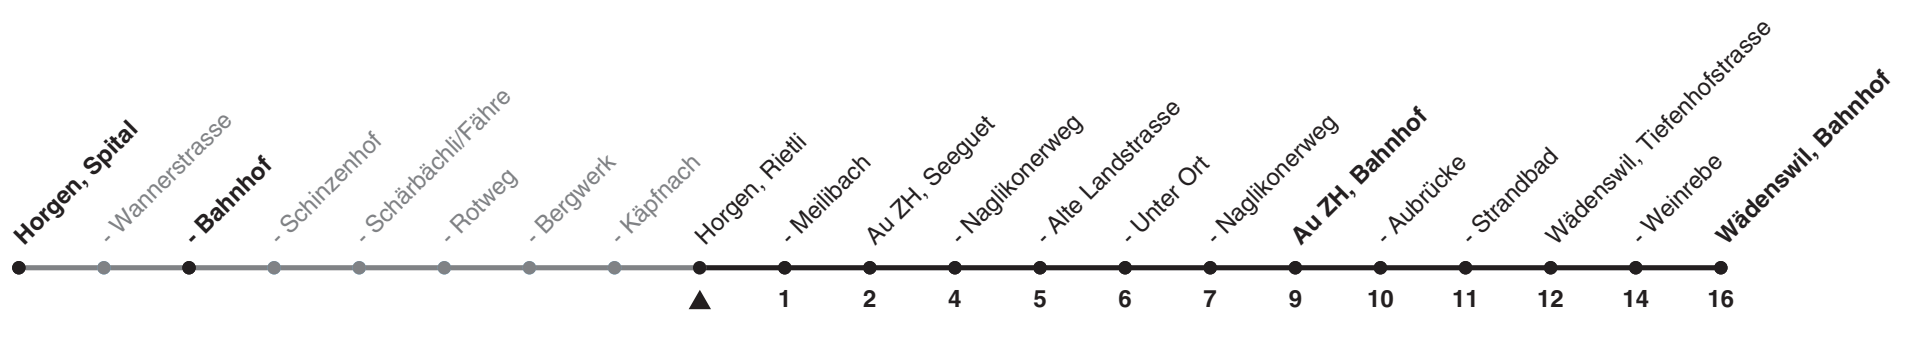 Horgen, Spital
- Wannerstrasse
- Bahnhof
- Schinzenhof
- Schärbächli/Fähre
- Rotweg
- Bergwerk
- Käpfnach
Horgen, Rietli
- Meilibach
Au ZH, Seeguet
- Naglikonerweg
- Alte Landstrasse
- Unter Ort
- Naglikonerweg
Au ZH, Bahnhof
- Aubrücke
- Strandbad
Wädenswil, Tiefenhofstrasse
- Weinrebe
Wädenswil, Bahnhof
1 2 4 5 6 7 9 10 11 12 14 16